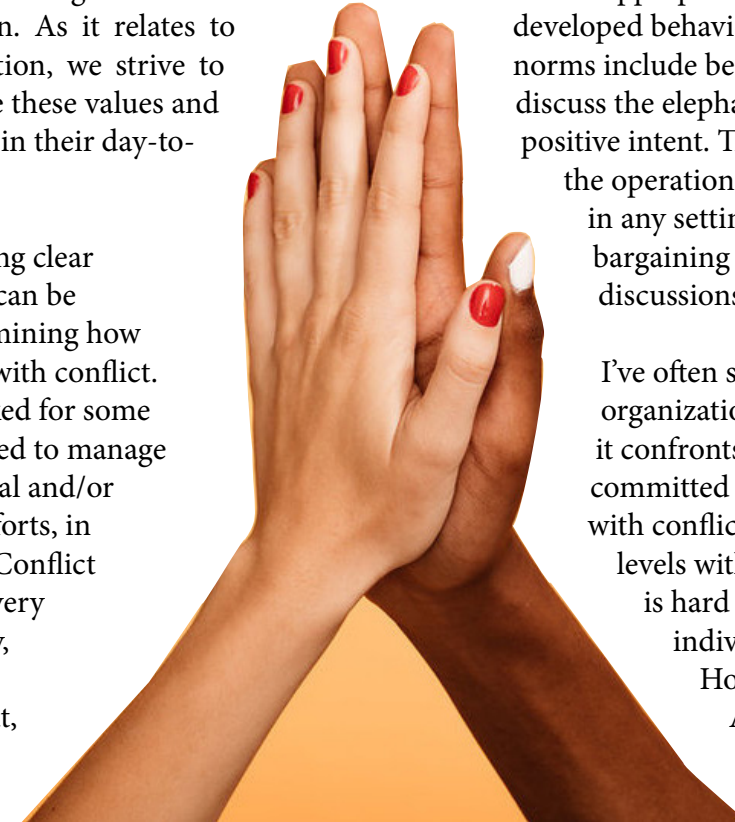 n. As it relates to
tion, we strive to
e these values and
in their day-to-
ng clear
can be
mining how
with conflict.
ked for some
ed to manage
al and/or
forts, in
Conflict
very
y,
t,
developed behavi
norms include be
discuss the elepha
positive intent. T
the operation
in any settin
bargaining
discussions
I've often s
organizatio
it confronts
committed
with conflic
levels with
is hard
indiv
Ho
A